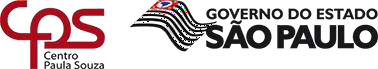 cps
Centro
Paula Souza
GOVERNO DO ESTADO
SÃO PAULO